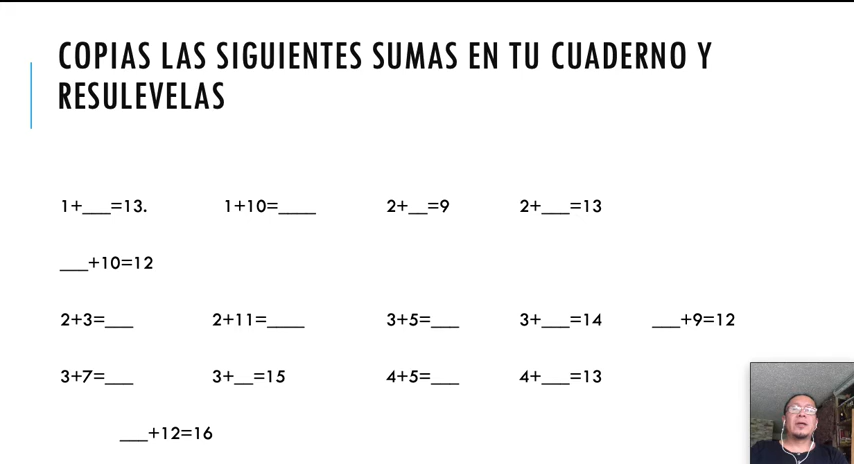 COPIAS LAS SIGUIENTES SUMAS EN TU CUADERNO Y
RESULEVELAS
1+___=13. 1+10=____ 2+__=9 2+___=13
___+10=12
2+3=___ 2+11=____ 3+5=___ 3+___=14 ___+9=12
3+7=___ 3+__=15 4+5=___ 4+___=13
___+12=16